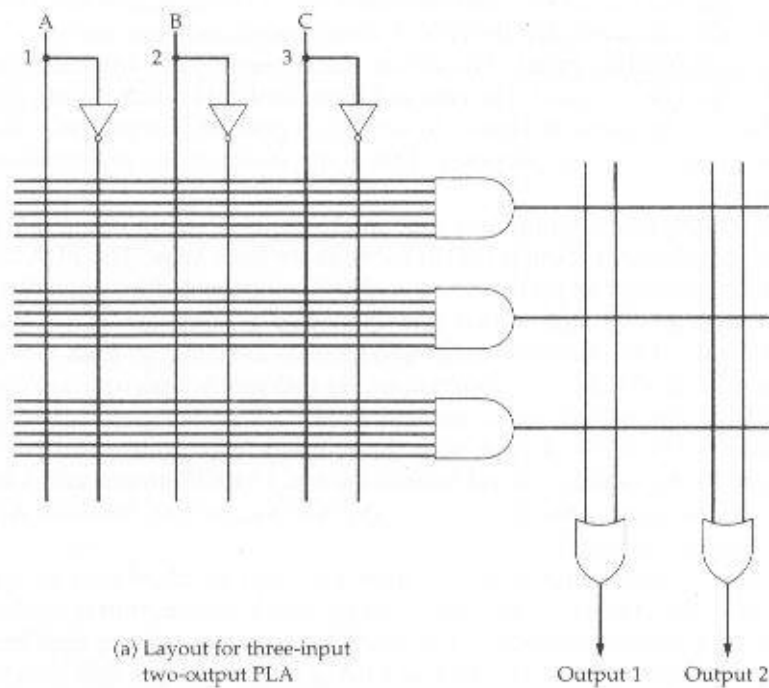 A B C
1 2 3
(a) Layout for three-input
two-output PLA
Output 1 Output 2